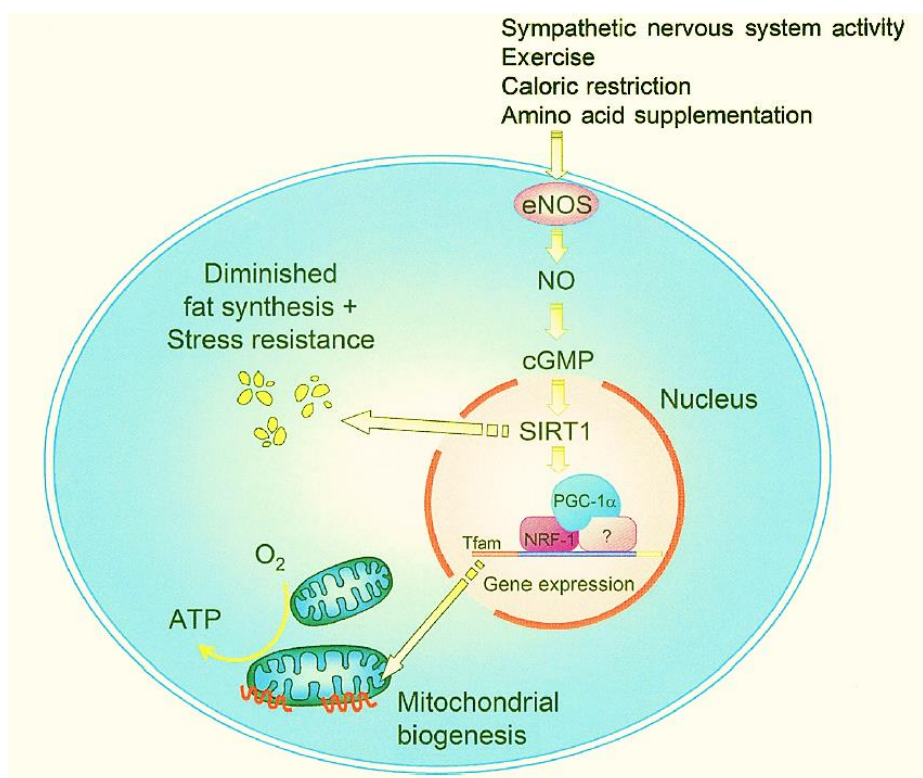 Sympathetic nervous system activity
Exercise
Caloric restriction
Amino acid supplementation
eNOS
NO
cGMP
Diminished
fat synthesis +
Stress resistance
Nucleus
SIRT1
PGC-1α
NRF-1
?
Tfam
Gene expression
O₂
ATP
Mitochondrial
biogenesis